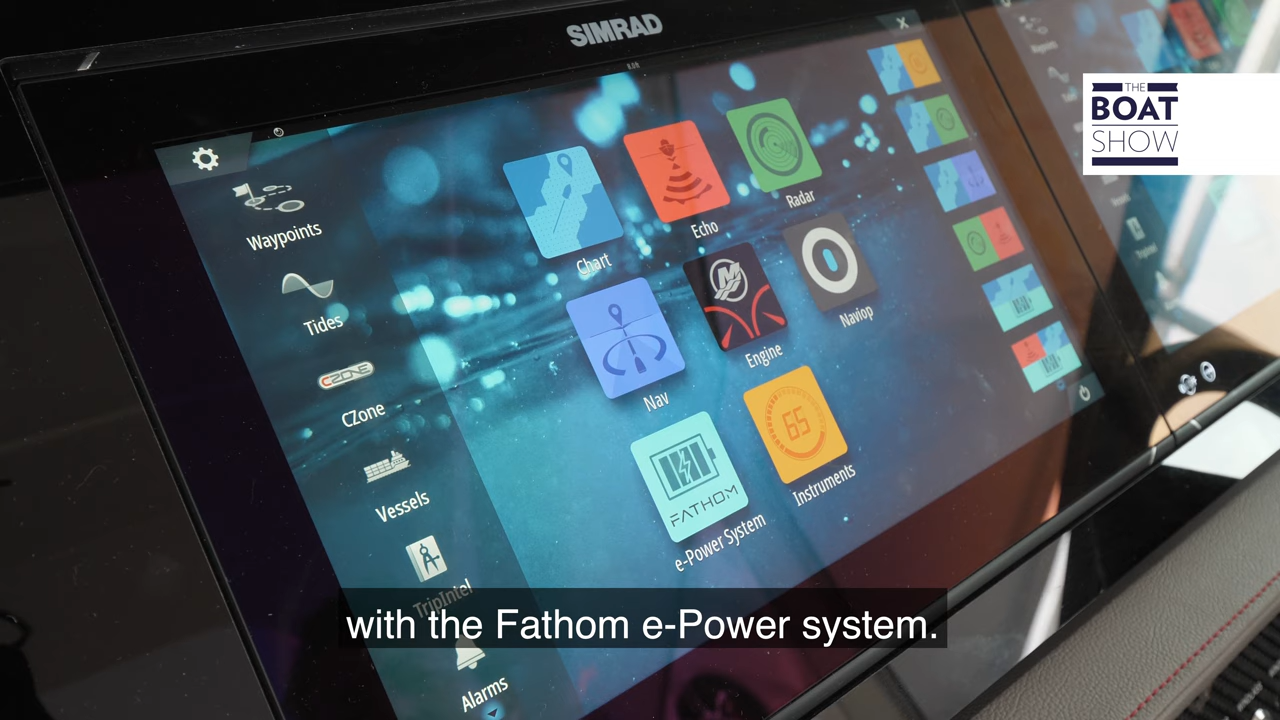 SIMRAD
THE
BOAT
SHOW
Waypoints
Tides
CZONE
CZone
Vessels
TripIntel
Alarms
Chart
Echo
Radar
Nav
Engine
Naviop
FATHOM
e-Power System
65
Instruments
with the Fathom e-Power system.